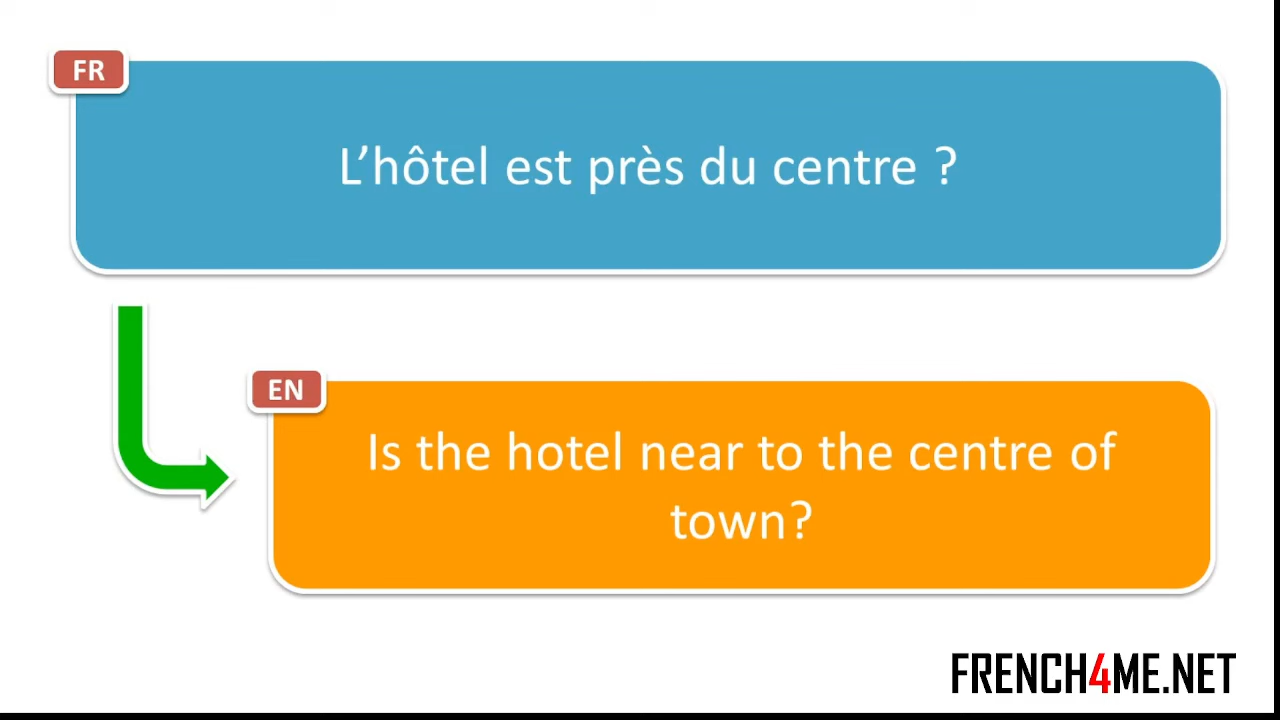 FR
L’hôtel est près du centre ?
EN
Is the hotel near to the centre of
town?
FRENCH4ME.NET